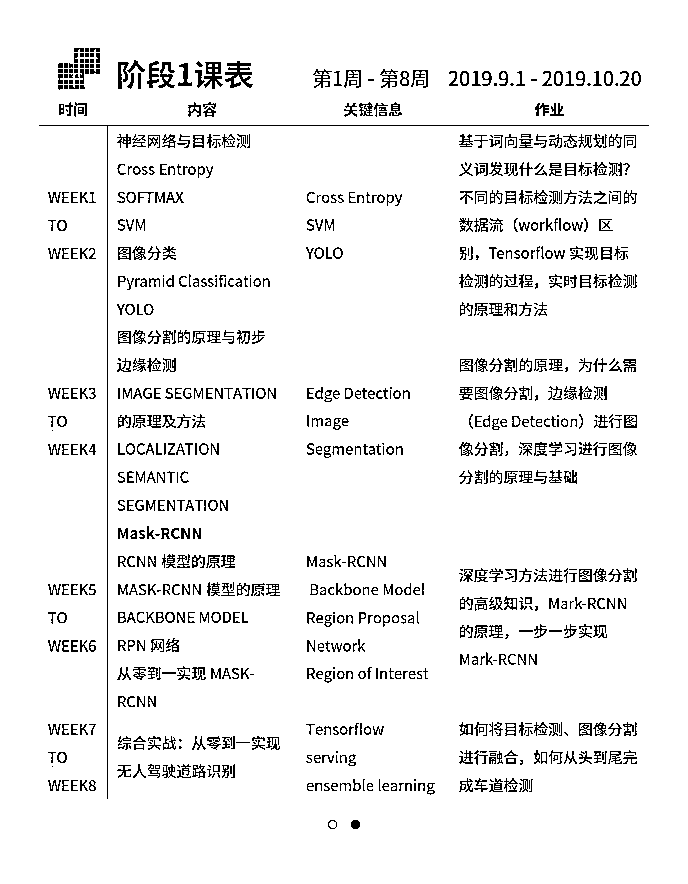 阶段1课表 第1周 - 第8周 2019.9.1 - 2019.10.20
时间 内容 关键信息 作业
WEEK1
TO
WEEK2
神经网络与目标检测
Cross Entropy
SOFTMAX
SVM
图像分类
Pyramid Classification
YOLO
Cross Entropy
SVM
YOLO
基于词向量与动态规划的同
义词发现什么是目标检测？
不同的目标检测方法之间的
数据流（workflow）区
别，Tensorflow 实现目标
检测的过程，实时目标检测
的原理和方法
WEEK3
TO
WEEK4
图像分割的原理与初步
边缘检测
IMAGE SEGMENTATION
的原理及方法
LOCALIZATION
SEMANTIC
SEGMENTATION
Edge Detection
Image
Segmentation
图像分割的原理，为什么需
要图像分割，边缘检测
（Edge Detection）进行图
像分割，深度学习进行图像
分割的原理与基础
WEEK5
TO
WEEK6
Mask-RCNN
RCNN 模型的原理
MASK-RCNN 模型的原理
BACKBONE MODEL
RPN 网络
从零到一实现 MASK-
RCNN
Mask-RCNN
Backbone Model
Region Proposal
Network
Region of Interest
深度学习方法进行图像分割
的高级知识，Mark-RCNN
的原理，一步一步实现
Mark-RCNN
WEEK7
TO
WEEK8
综合实战：从零到一实现
无人驾驶道路识别
Tensorflow
serving
ensemble learning
如何将目标检测、图像分割
进行融合，如何从头到尾完
成车道检测